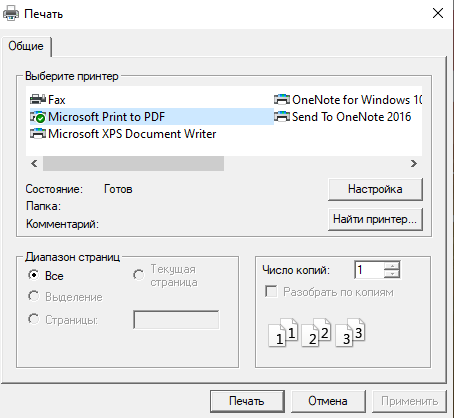 Печать
Общие
Выберите принтер
Fax
OneNote for Windows 10
Microsoft Print to PDF
Send To OneNote 2016
Microsoft XPS Document Writer
Состояние: Готов
Настройка
Папка:
Комментарий:
Найти принтер...
Диапазон страниц
Все
Текущая
страница
Выделение
Страницы:
Число копий: 1
Разобрать по копиям
1 1 2 2 3 3
Печать
Отмена
Применить